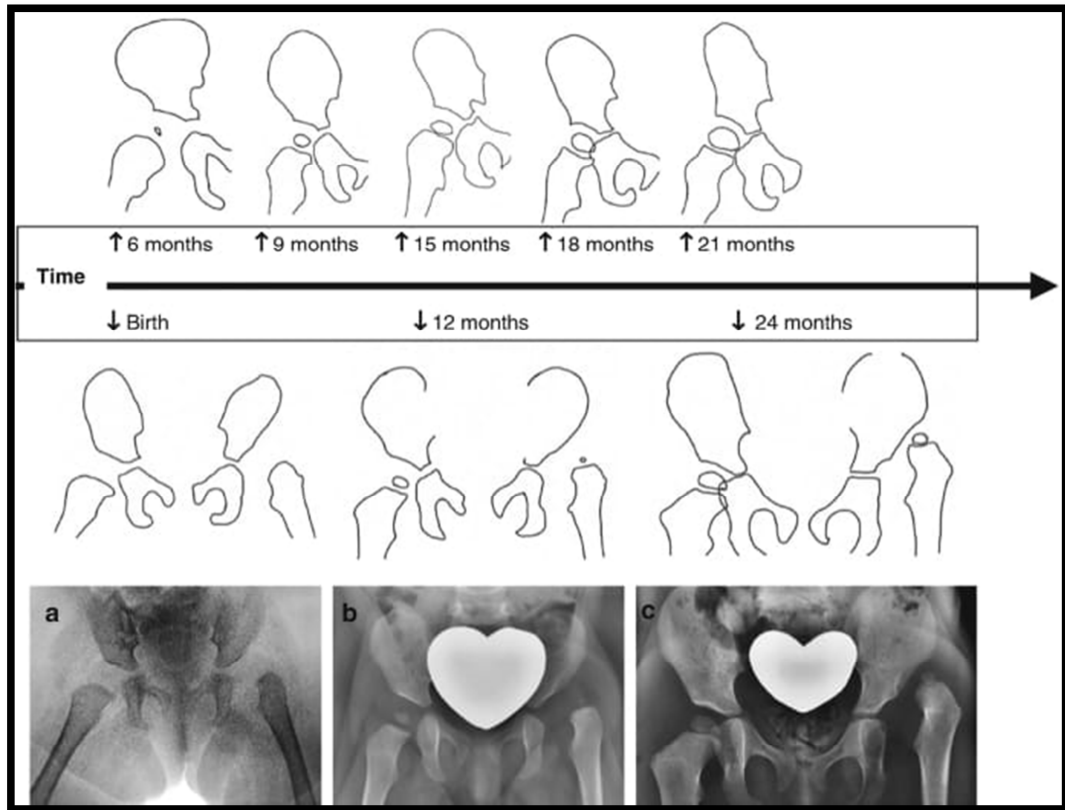 ↑ 6 months ↑ 9 months ↑ 15 months ↑ 18 months ↑ 21 months
Time
↓ Birth ↓ 12 months ↓ 24 months
a b c